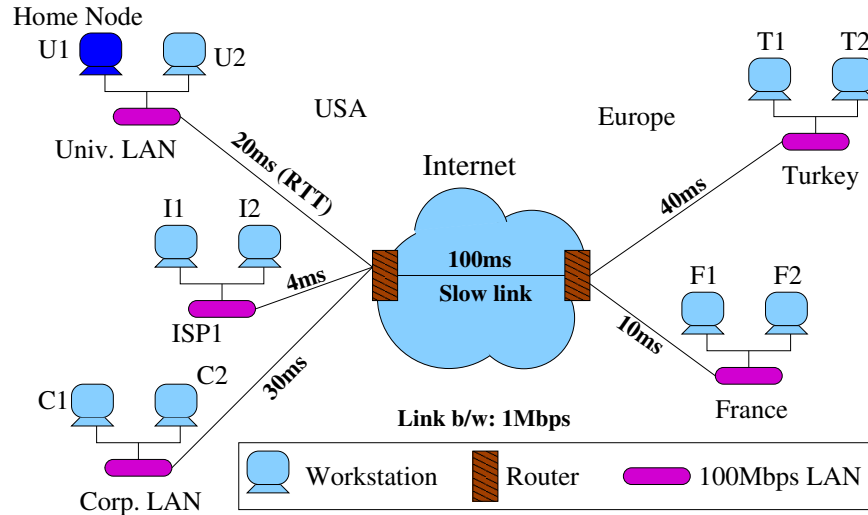 Home Node
U1
U2
Univ. LAN
USA
20ms (RTT)
Internet
Europe
T1
T2
Turkey
40ms
I1
I2
4ms
ISP1
100ms
Slow link
F1
F2
10ms
France
C1
C2
30ms
Corp. LAN
Link b/w: 1Mbps
Workstation
Router
100Mbps LAN